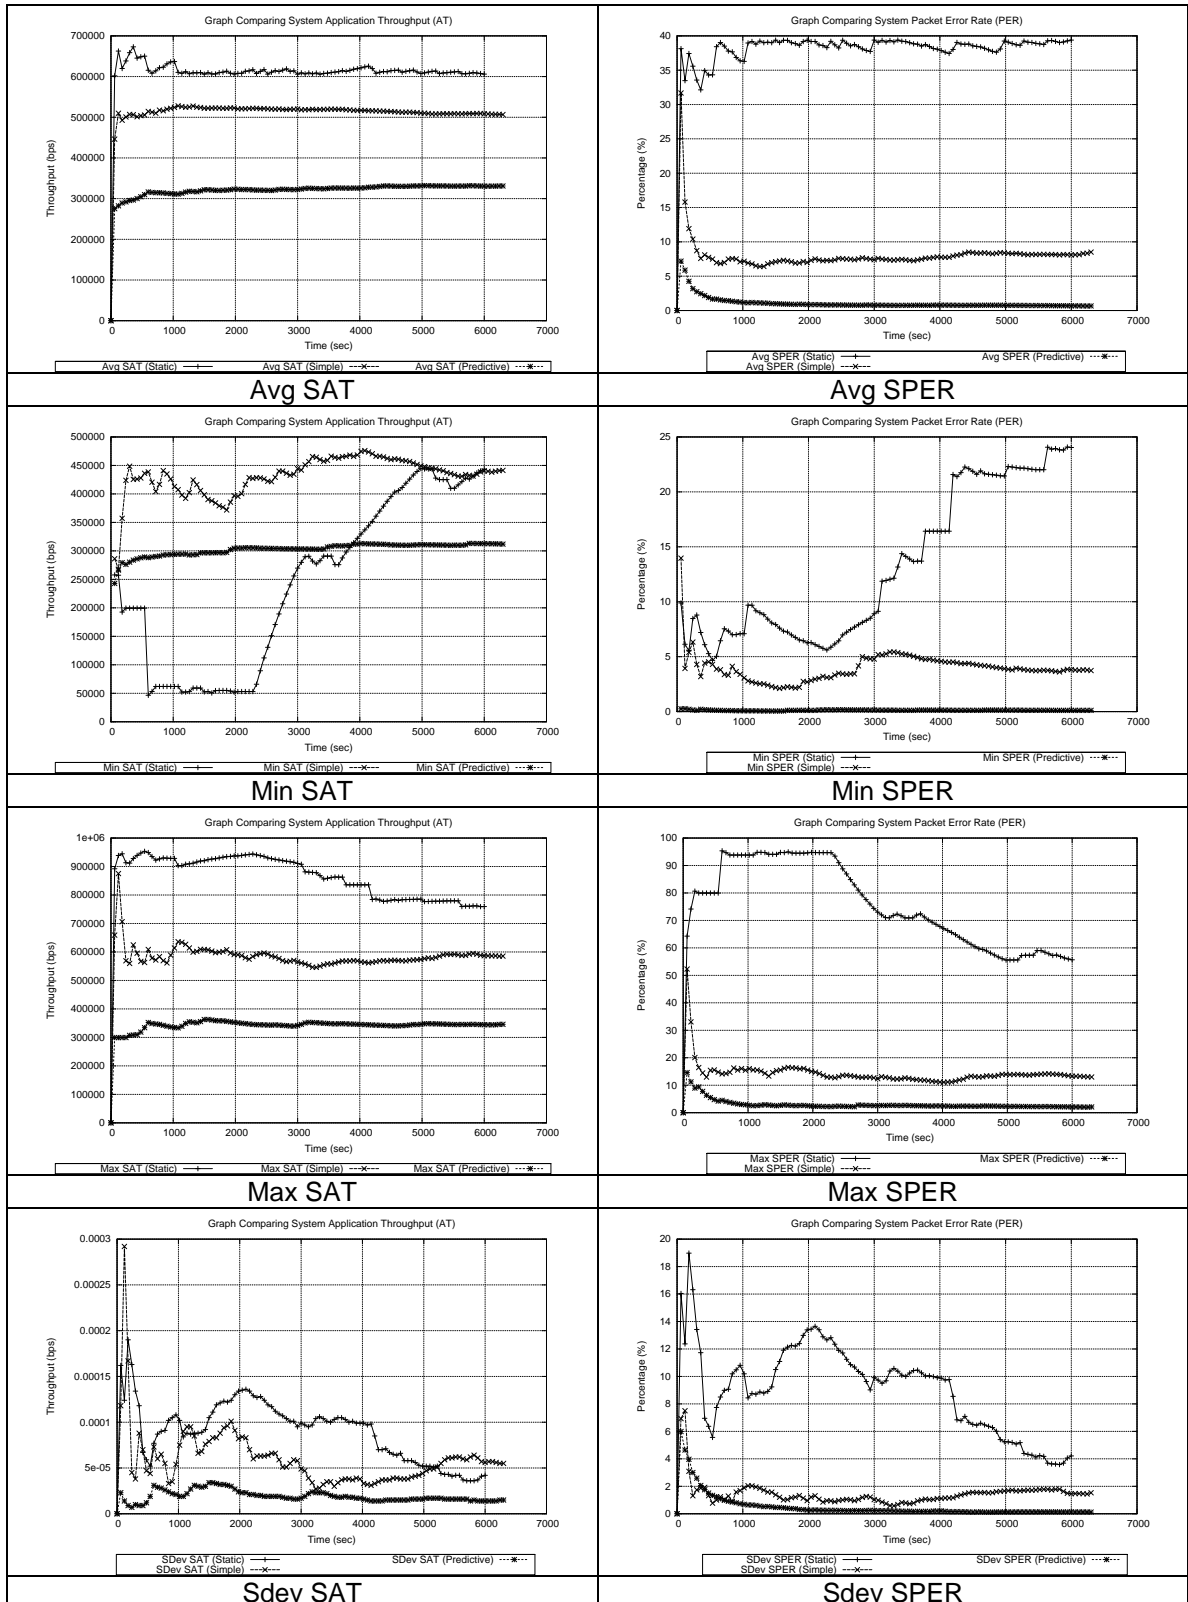 Graph Comparing System Application Throughput (AT)
700000
600000
500000
400000
300000
200000
100000
0
Throughput (bps)
0 1000 2000 3000 4000 5000 6000 7000
Time (sec)
Avg SAT (Static) Avg SAT (Simple) Avg SAT (Predictive)
Avg SAT
Graph Comparing System Packet Error Rate (PER)
40
35
30
25
20
15
10
5
0
Percentage (%)
0 1000 2000 3000 4000 5000 6000 7000
Time (sec)
Avg SPER (Static) Avg SPER (Predictive)
Avg SPER (Simple)
Avg SPER
Graph Comparing System Application Throughput (AT)
500000
450000
400000
350000
300000
250000
200000
150000
100000
50000
0
Throughput (bps)
0 1000 2000 3000 4000 5000 6000 7000
Time (sec)
Min SAT (Static) Min SAT (Simple) Min SAT (Predictive)
Min SAT
Graph Comparing System Packet Error Rate (PER)
25
20
15
10
5
0
Percentage (%)
0 1000 2000 3000 4000 5000 6000 7000
Time (sec)
Min SPER (Static) Min SPER (Predictive)
Min SPER (Simple)
Min SPER
Graph Comparing System Application Throughput (AT)
1e+06
900000
800000
700000
600000
500000
400000
300000
200000
100000
0
Throughput (bps)
0 1000 2000 3000 4000 5000 6000 7000
Time (sec)
Max SAT (Static) Max SAT (Simple) Max SAT (Predictive)
Max SAT
Graph Comparing System Packet Error Rate (PER)
100
90
80
70
60
50
40
30
20
10
0
Percentage (%)
0 1000 2000 3000 4000 5000 6000 7000
Time (sec)
Max SPER (Static) Max SPER (Predictive)
Max SPER (Simple)
Max SPER
Graph Comparing System Application Throughput (AT)
0.0003
0.00025
0.0002
0.00015
0.0001
5e-05
0
Throughput (bps)
0 1000 2000 3000 4000 5000 6000 7000
Time (sec)
SDev SAT (Static) SDev SAT (Predictive)
SDev SAT (Simple)
Sdev SAT
Graph Comparing System Packet Error Rate (PER)
20
18
16
14
12
10
8
6
4
2
0
Percentage (%)
0 1000 2000 3000 4000 5000 6000 7000
Time (sec)
SDev SPER (Static) SDev SPER (Predictive)
SDev SPER (Simple)
Sdev SPER